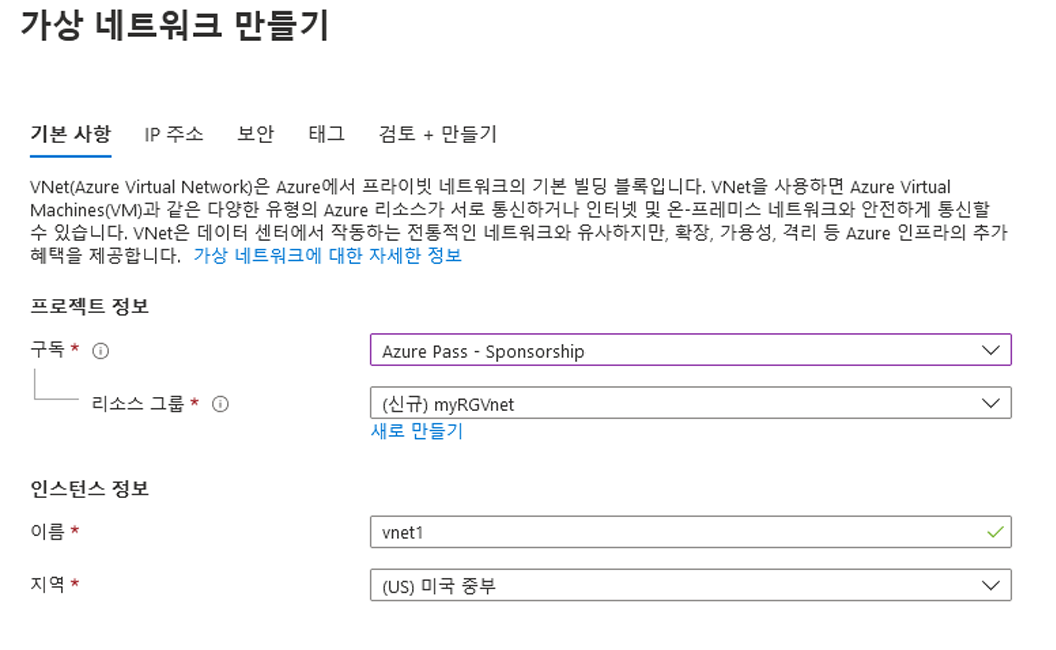 가상 네트워크 만들기
기본 사항 IP 주소 보안 태그 검토 + 만들기
VNet(Azure Virtual Network)은 Azure에서 프라이빗 네트워크의 기본 빌딩 블록입니다. VNet을 사용하면 Azure Virtual
Machines(VM)과 같은 다양한 유형의 Azure 리소스가 서로 통신하거나 인터넷 및 온-프레미스 네트워크와 안전하게 통신할
수 있습니다. VNet은 데이터 센터에서 작동하는 전통적인 네트워크와 유사하지만, 확장, 가용성, 격리 등 Azure 인프라의 추가
혜택을 제공합니다. 가상 네트워크에 대한 자세한 정보
프로젝트 정보
구독 * Azure Pass - Sponsorship
리소스 그룹 * (신규) myRGVnet
새로 만들기
인스턴스 정보
이름 * vnet1
지역 * (US) 미국 중부